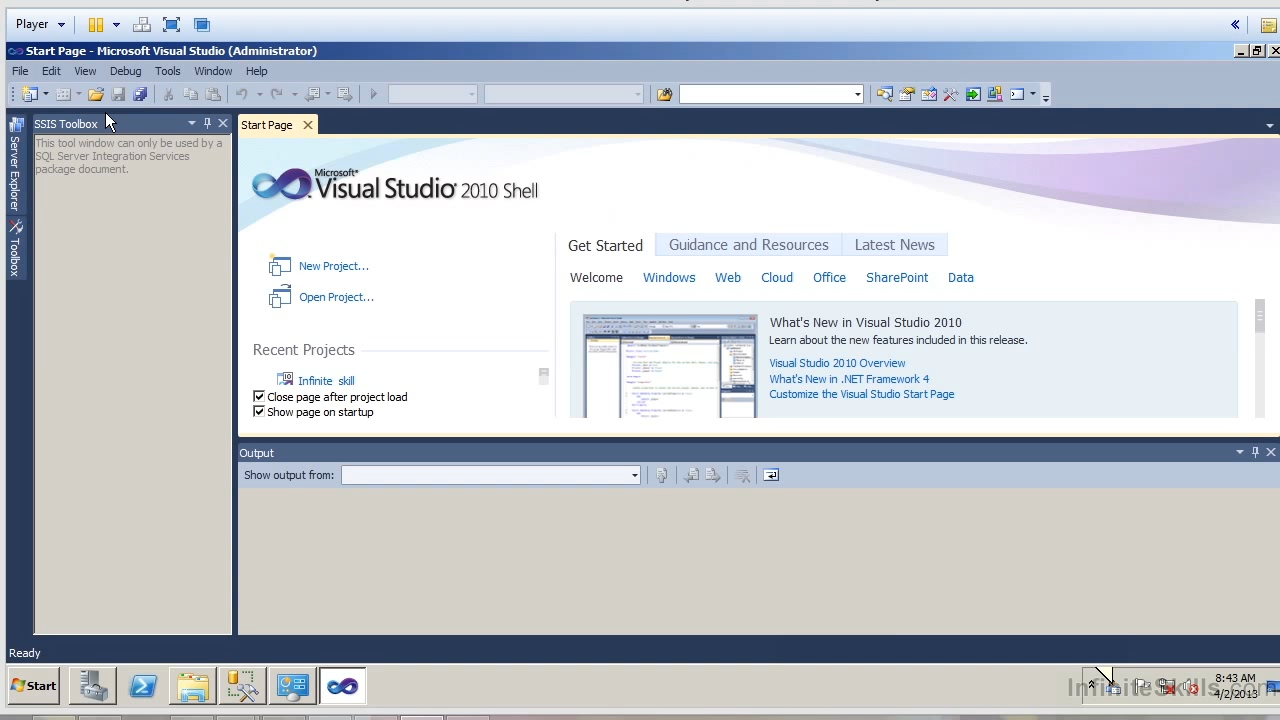 Player
Start Page - Microsoft Visual Studio (Administrator)
File Edit View Debug Tools Window Help
Server Explorer
Toolbox
SSIS Toolbox
This tool window can only be used by a
SQL Server Integration Services
package document.
Start Page
Microsoft®
Visual Studio® 2010 Shell
New Project...
Open Project...
Recent Projects
Infinite skill
Close page after project load
Show page on startup
Get Started Guidance and Resources Latest News
Welcome Windows Web Cloud Office SharePoint Data
What's New in Visual Studio 2010
Learn about the new features included in this release.
Visual Studio 2010 Overview
What's New in .NET Framework 4
Customize the Visual Studio Start Page
Output
Show output from:
Ready
Start
8:43 AM
4/2/2013
InfiniteSkills.com